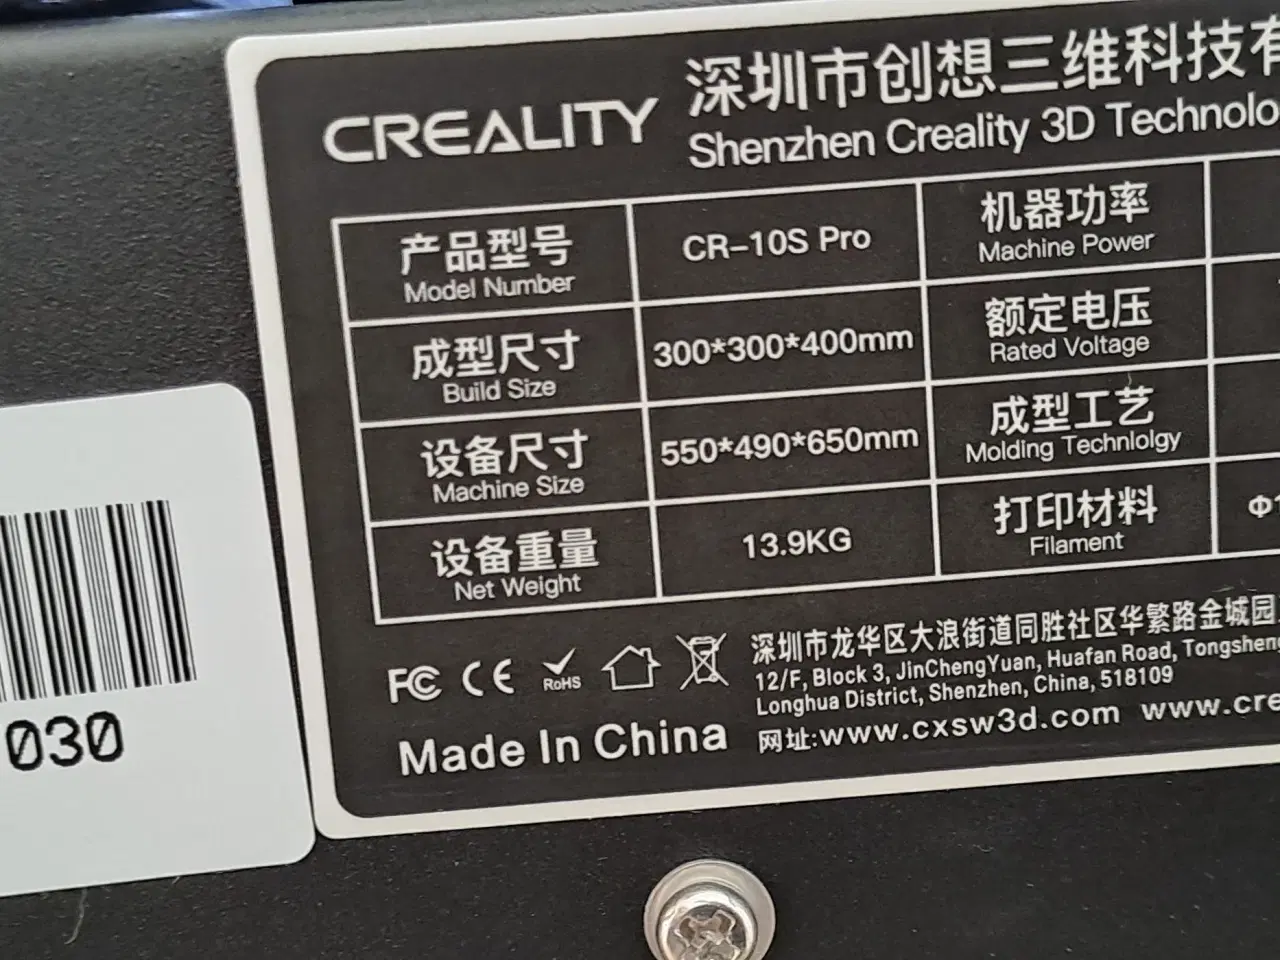 CREALITY
深圳市创想三维科技有
Shenzhen Creality 3D Technolo
产品型号
Model Number
CR-10S Pro
机器功率
Machine Power
成型尺寸
Build Size
300*300*400mm
额定电压
Rated Voltage
设备尺寸
Machine Size
550*490*650mm
成型工艺
Molding Technlolgy
设备重量
Net Weight
13.9KG
打印材料
Filament
Φ1
FC CE RoHS
深圳市龙华区大浪街道同胜社区华繁路金城园
12/F, Block 3, JinChengYuan, Huafan Road, Tongsheng
Longhua District, Shenzhen, China, 518109
Made In China
网址:www.cxsw3d.com www.cre
030